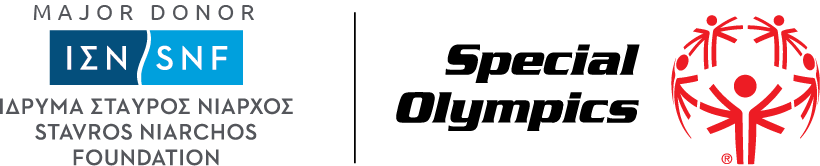 MAJOR DONOR
ΙΣΝ/SNF
ΙΔΡΥΜΑ ΣΤΑΥΡΟΣ ΝΙΑΡΧΟΣ
STAVROS NIARCHOS
FOUNDATION
Special
Olympics
®